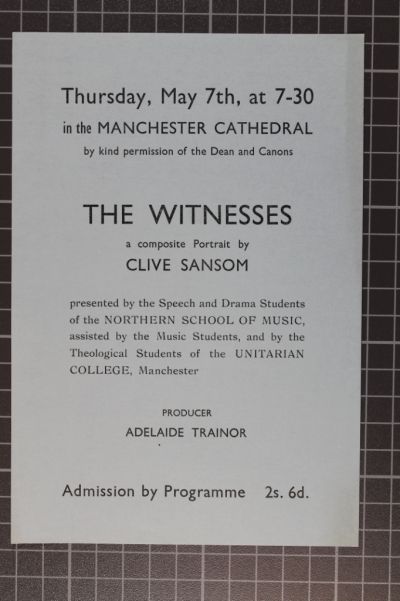 Thursday, May 7th, at 7-30
in the MANCHESTER CATHEDRAL
by kind permission of the Dean and Canons
THE WITNESSES
a composite Portrait by
CLIVE SANSOM
presented by the Speech and Drama Students
of the NORTHERN SCHOOL OF MUSIC,
assisted by the Music Students, and by the
Theological Students of the UNITARIAN
COLLEGE, Manchester
PRODUCER
ADELAIDE TRAINOR
Admission by Programme 2s. 6d.